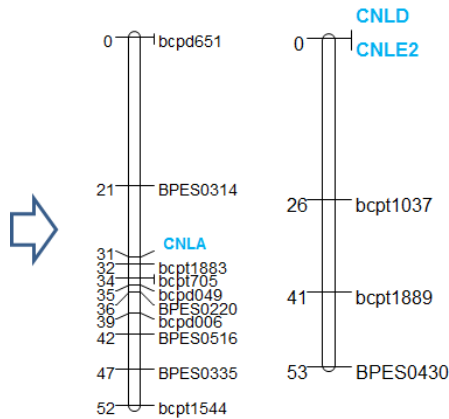 0 bcpd651
21 BPES0314
31 CNLA
32 bcpt1883
34 bcpt705
35 bcpd049
36 BPES0220
39 bcpd006
42 BPES0516
47 BPES0335
52 bcpt1544
CNLD
0 CNLE2
26 bcpt1037
41 bcpt1889
53 BPES0430